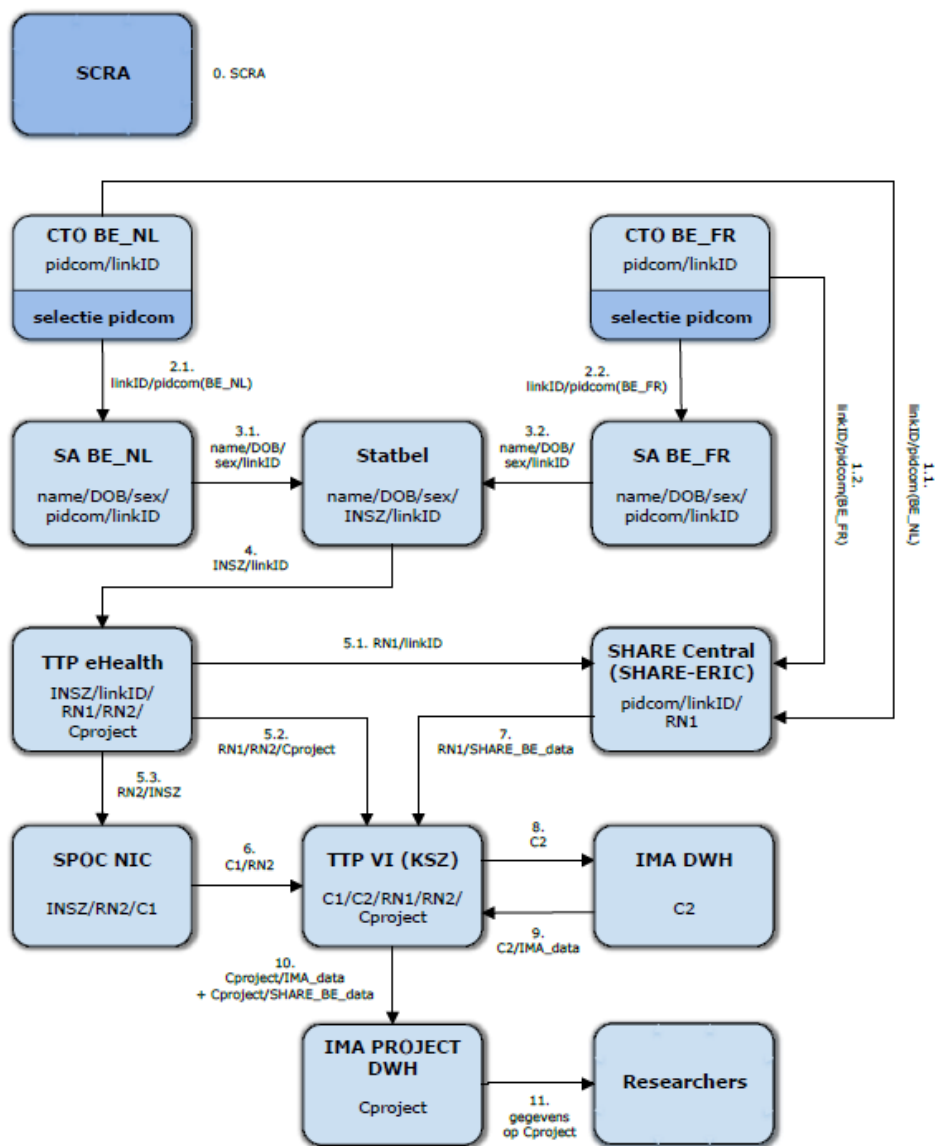 SCRA
0. SCRA
CTO BE_NL
pidcom/linkID
selectie pidcom
CTO BE_FR
pidcom/linkID
selectie pidcom
2.1.
linkID/pidcom(BE_NL)
2.2.
linkID/pidcom(BE_FR)
1.2.
linkID/pidcom(BE_FR)
1.1.
linkID/pidcom(BE_NL)
SA BE_NL
name/DOB/sex/
pidcom/linkID
3.1.
name/DOB/
sex/linkID
Statbel
name/DOB/sex/
INSZ/linkID
3.2.
name/DOB/
sex/linkID
SA BE_FR
name/DOB/sex/
pidcom/linkID
4.
INSZ/linkID
TTP eHealth
INSZ/linkID/
RN1/RN2/
Cproject
5.1. RN1/linkID
SHARE Central
(SHARE-ERIC)
pidcom/linkID/
RN1
5.2.
RN1/RN2/Cproject
7.
RN1/SHARE_BE_data
5.3.
RN2/INSZ
SPOC NIC
INSZ/RN2/C1
6.
C1/RN2
TTP VI (KSZ)
C1/C2/RN1/RN2/
Cproject
8.
C2
9.
C2/IMA_data
IMA DWH
C2
10.
Cproject/IMA_data
+ Cproject/SHARE_BE_data
IMA PROJECT
DWH
Cproject
11.
gegevens
op Cproject
Researchers